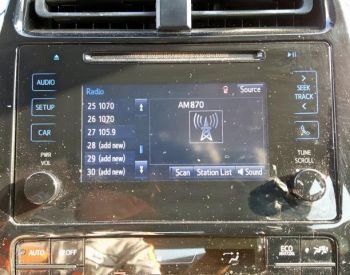 AUDIO
SETUP
CAR
PWR
VOL
Radio
Source
25 1070
26 1020
27 105.9
28 (add new)
29 (add new)
30 (add new)
AM870
Scan
Station List
Sound
SEEK
TRACK
TUNE
SCROLL
AUTO
OFF
ECO